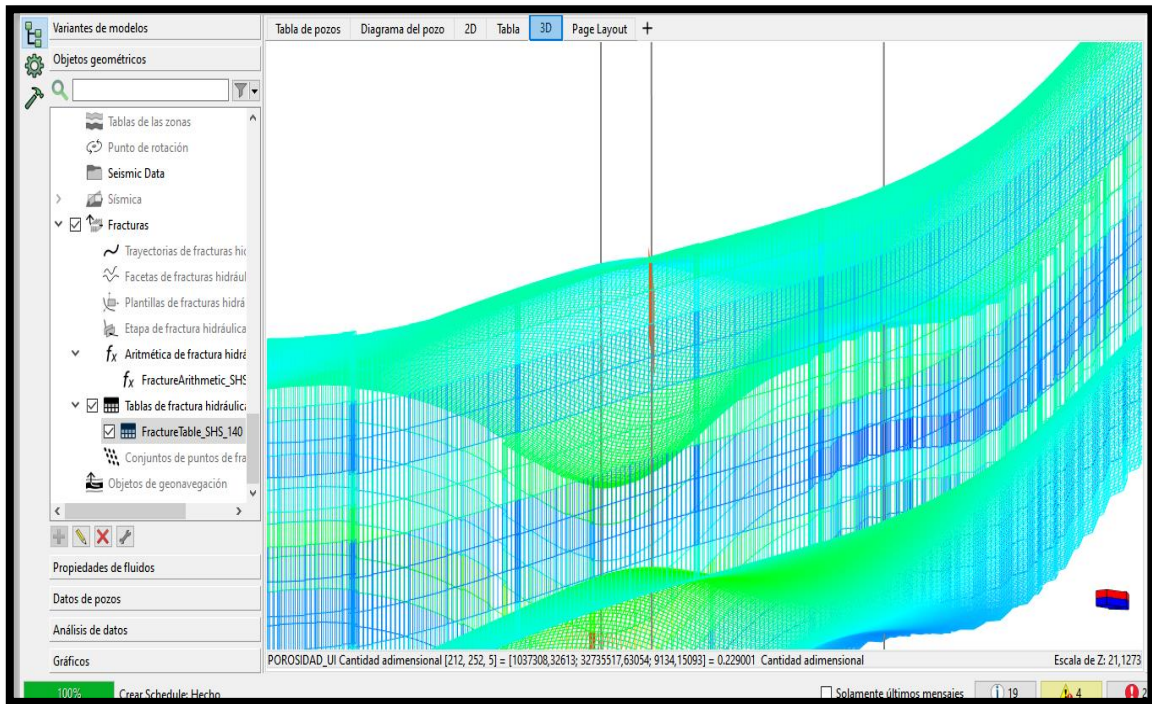 Variantes de modelos
Objetos geométricos
Tablas de las zonas
Punto de rotación
Seismic Data
Sísmica
Fracturas
Trayectorias de fracturas hic
Facetas de fracturas hidrául
Plantillas de fracturas hidrá
Etapa de fractura hidráulica
fx Aritmética de fractura hidrá
fx FractureArithmetic_SHS
Tablas de fractura hidráulica
FractureTable_SHS_140
Conjuntos de puntos de fra
Objetos de geonavegación
Propiedades de fluidos
Datos de pozos
Análisis de datos
Gráficos
Tabla de pozos Diagrama del pozo 2D Tabla 3D Page Layout +
POROSIDAD_UI Cantidad adimensional [212, 252, 5] = [1037308,32613; 32735517,63054; 9134,15093] = 0.229001 Cantidad adimensional Escala de Z: 21,1273
100% Crear Schedule: Hecho Solamente últimos mensajes 19 4 2